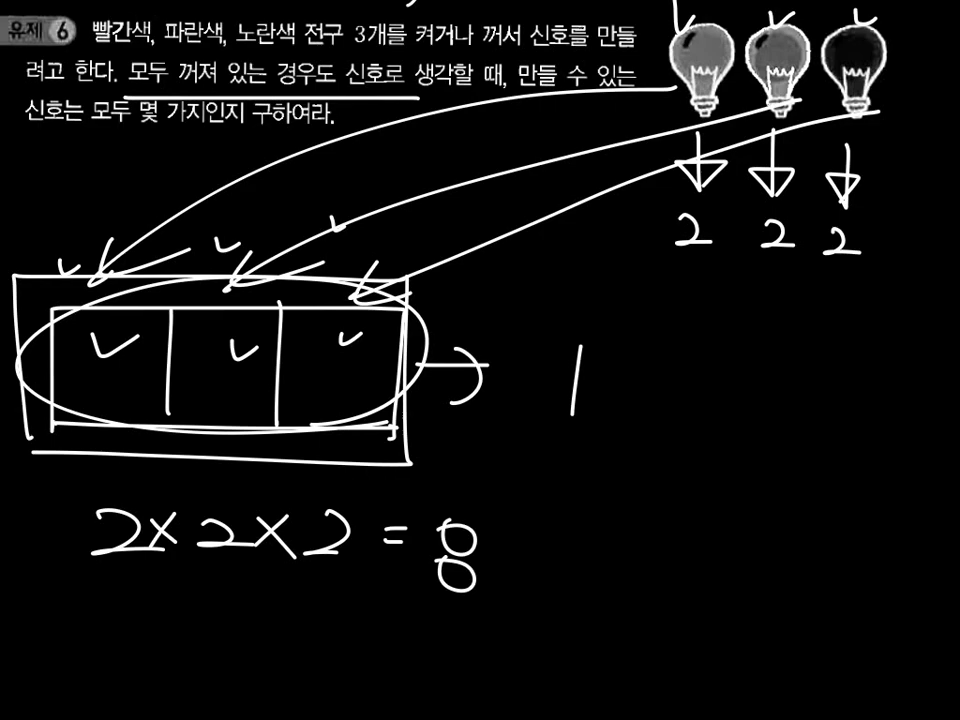 유제 6 빨간색, 파란색, 노란색 전구 3개를 켜거나 꺼서 신호를 만들
려고 한다. 모두 꺼져 있는 경우도 신호로 생각할 때, 만들 수 있는
신호는 모두 몇 가지인지 구하여라.
2 2 2
1
2×2×2=8